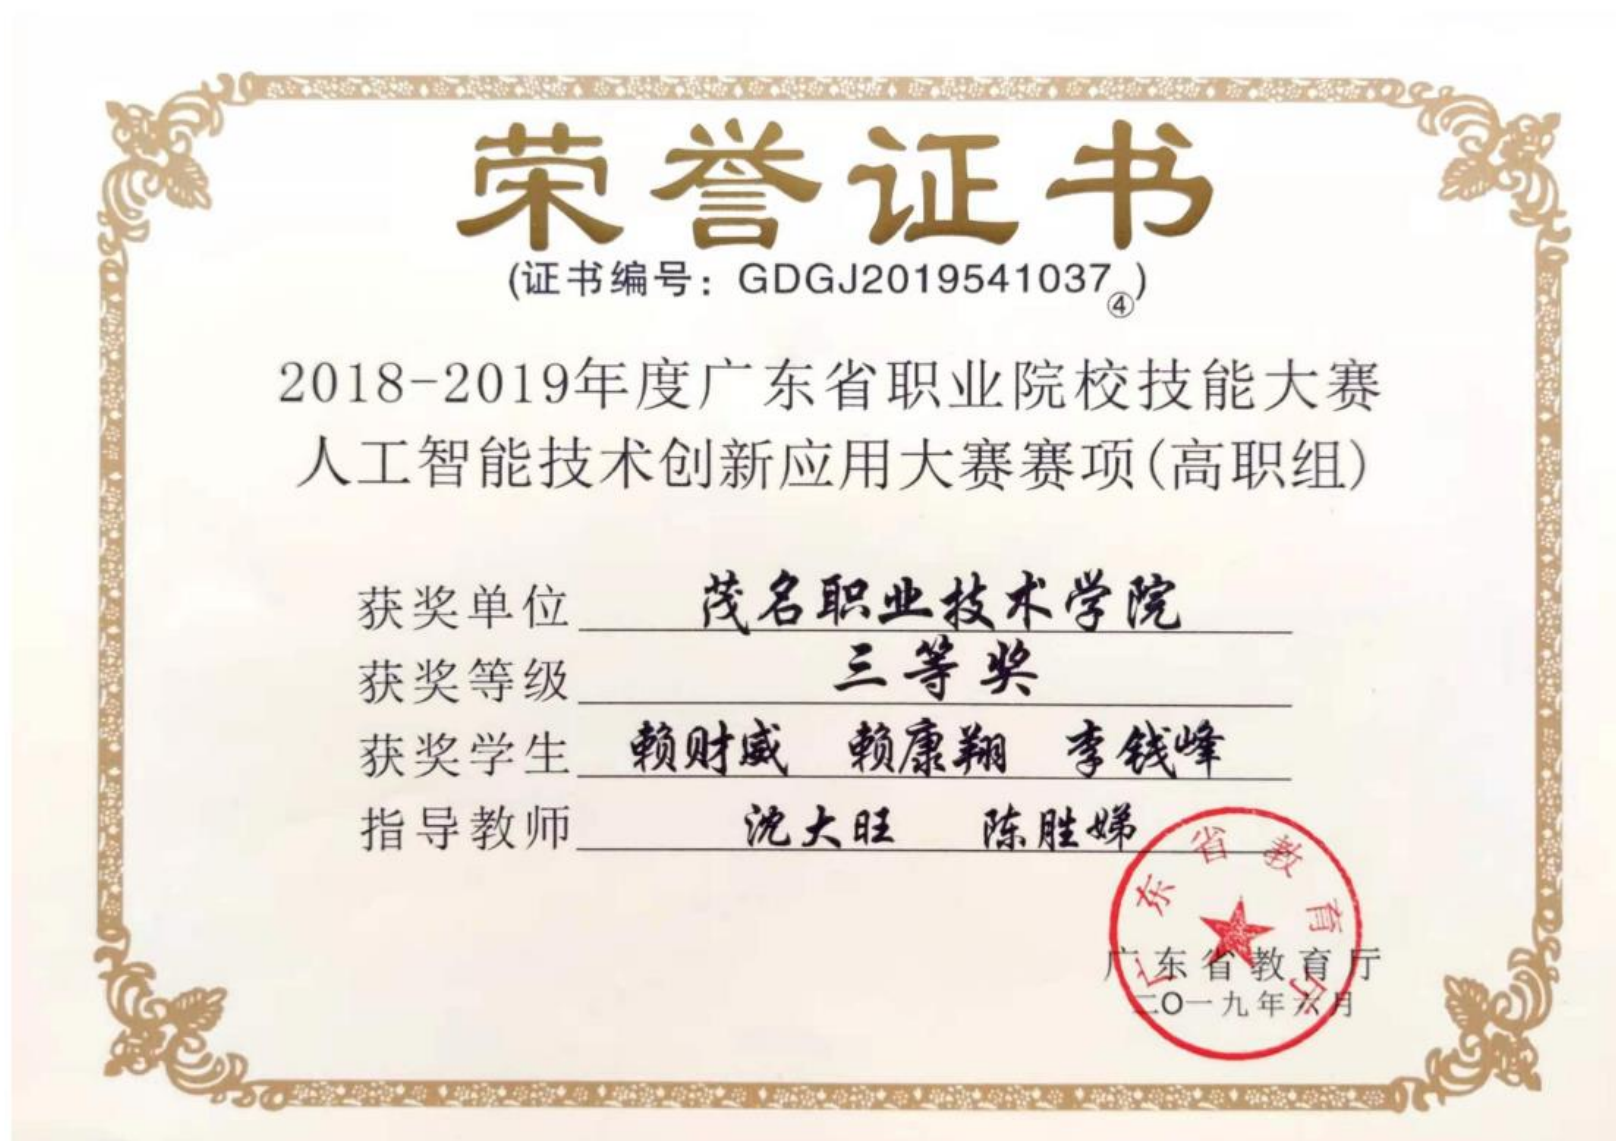 荣誉证书
(证书编号：GDGJ2019541037④)
2018-2019年度广东省职业院校技能大赛
人工智能技术创新应用大赛赛项(高职组)
获奖单位 茂名职业技术学院
获奖等级 三等奖
获奖学生 赖财威 赖康翔 李钱峰
指导教师 沈大旺 陈胜娣
广东省教育厅
广东省教育厅
二〇一九年六月